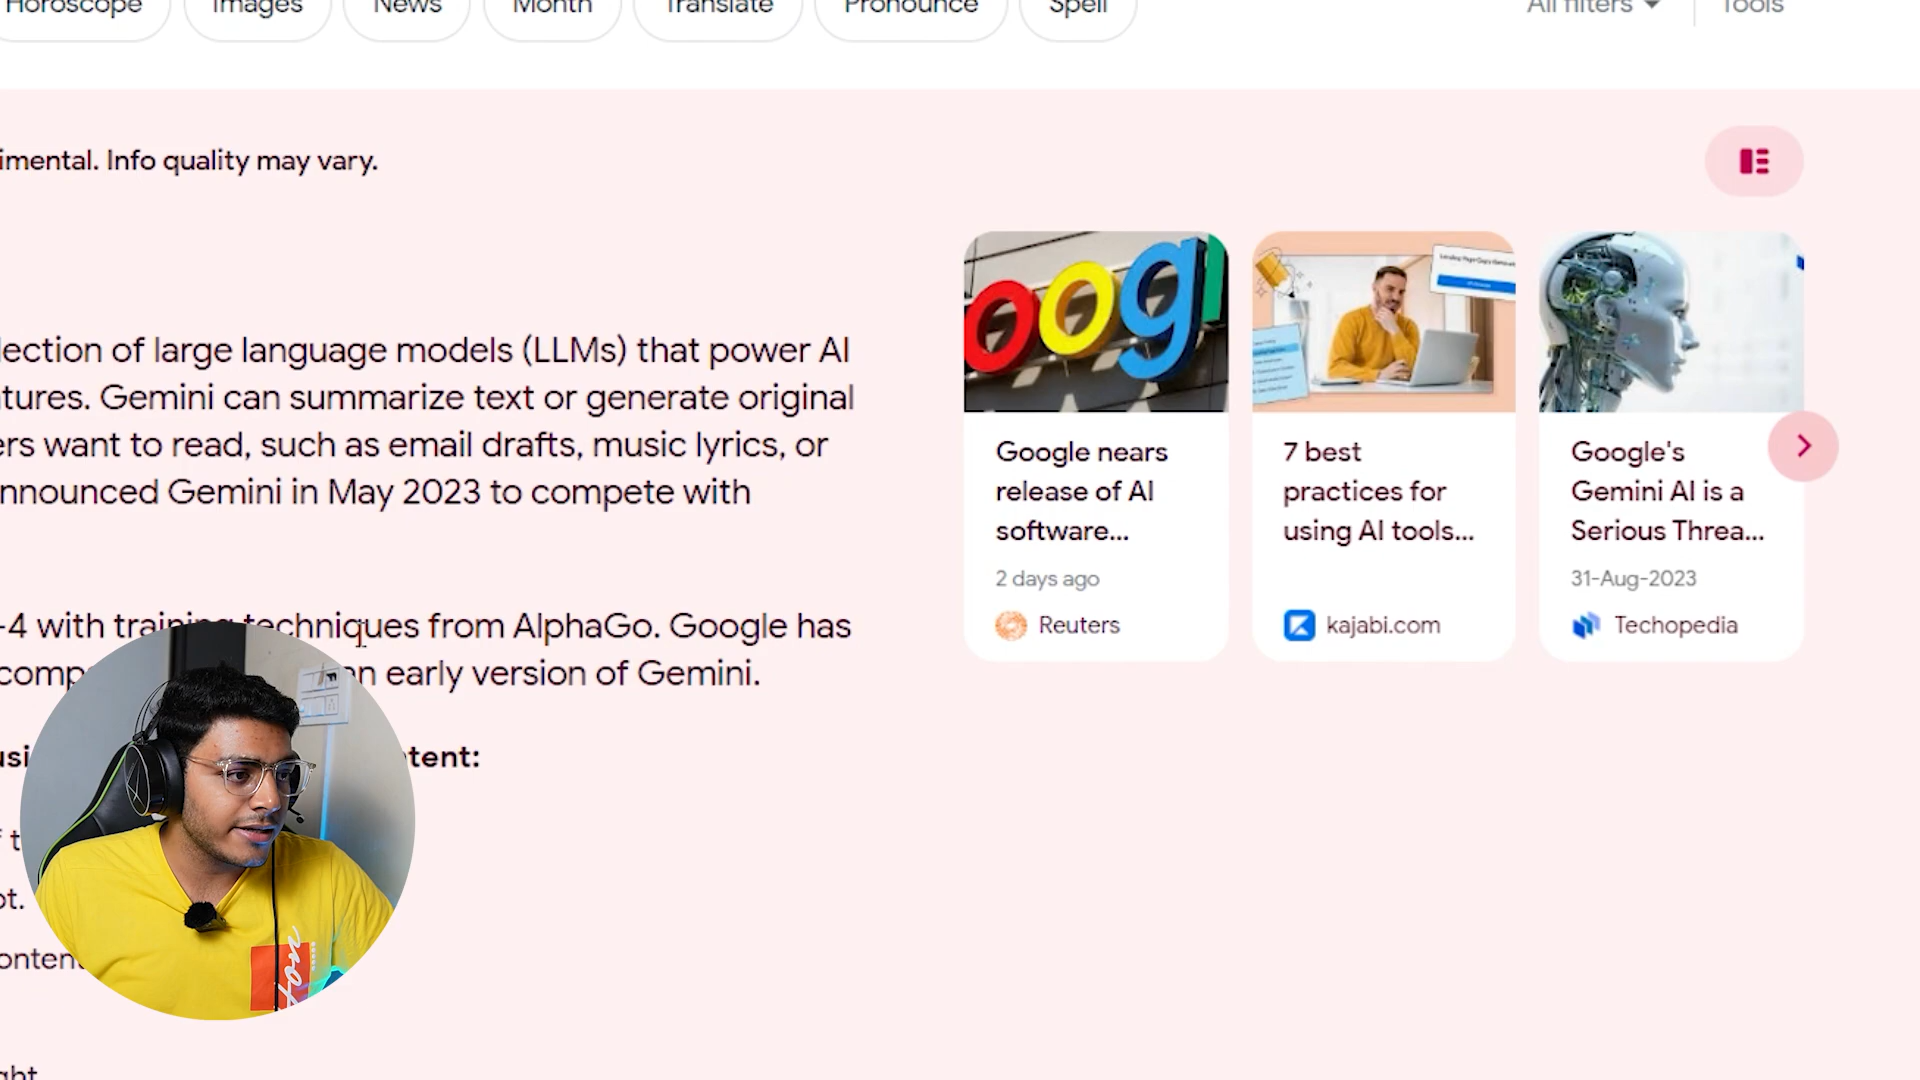 Horoscope
Images
News
Month
Translate
Pronounce
Spell
All filters
Tools
imental. Info quality may vary.
lection of large language models (LLMs) that power AI
tures. Gemini can summarize text or generate original
ers want to read, such as email drafts, music lyrics, or
nnounced Gemini in May 2023 to compete with
-4 with training techniques from AlphaGo. Google has
comp
n early version of Gemini.
usi
tent:
f t
ot.
onten
ght
oogl
Google nears
release of AI
software...
2 days ago
Reuters
7 best
practices for
using AI tools...
kajabi.com
Google's
Gemini AI is a
Serious Threa...
31-Aug-2023
Techopedia